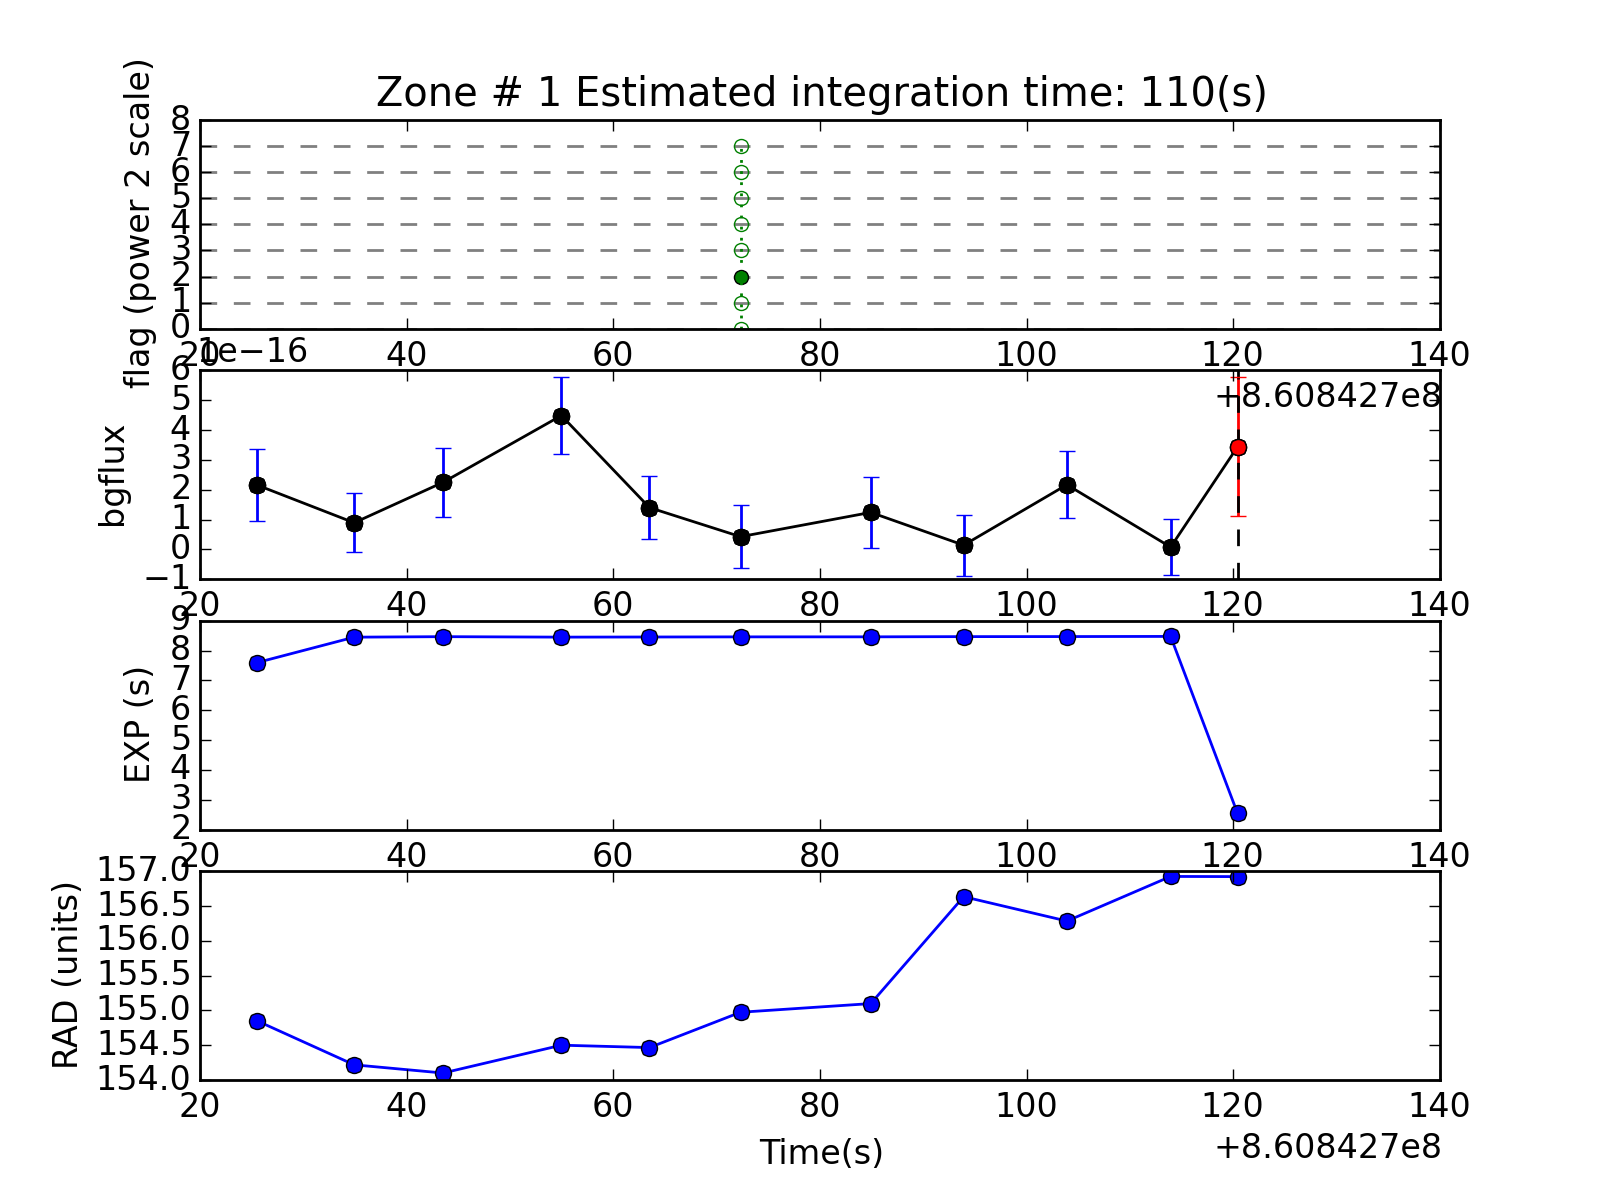 Zone # 1 Estimated integration time: 110(s)
flag (power 2 scale)
8
7
6
5
4
3
2
1
0
20 40 60 80 100 120 140
1e−16
+8.608427e8
bgflux
6
5
4
3
2
1
0
−1
20 40 60 80 100 120 140
EXP (s)
9
8
7
6
5
4
3
2
20 40 60 80 100 120 140
RAD (units)
157.0
156.5
156.0
155.5
155.0
154.5
154.0
20 40 60 80 100 120 140
Time(s)
+8.608427e8